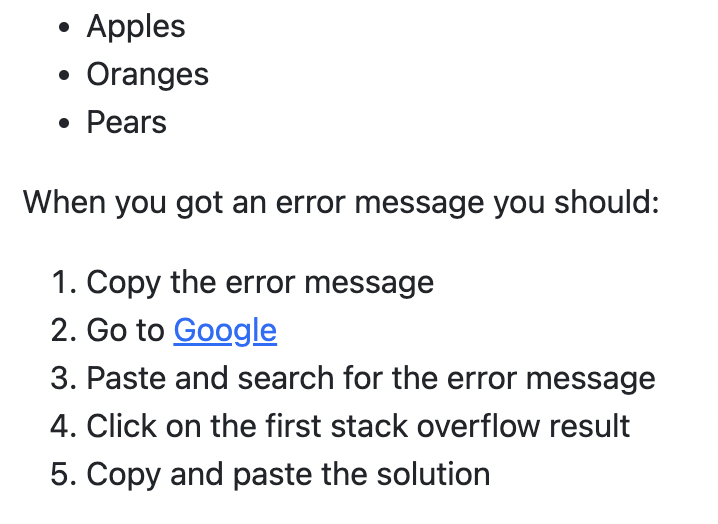 • Apples
• Oranges
• Pears
When you got an error message you should:
1. Copy the error message
2. Go to Google
3. Paste and search for the error message
4. Click on the first stack overflow result
5. Copy and paste the solution